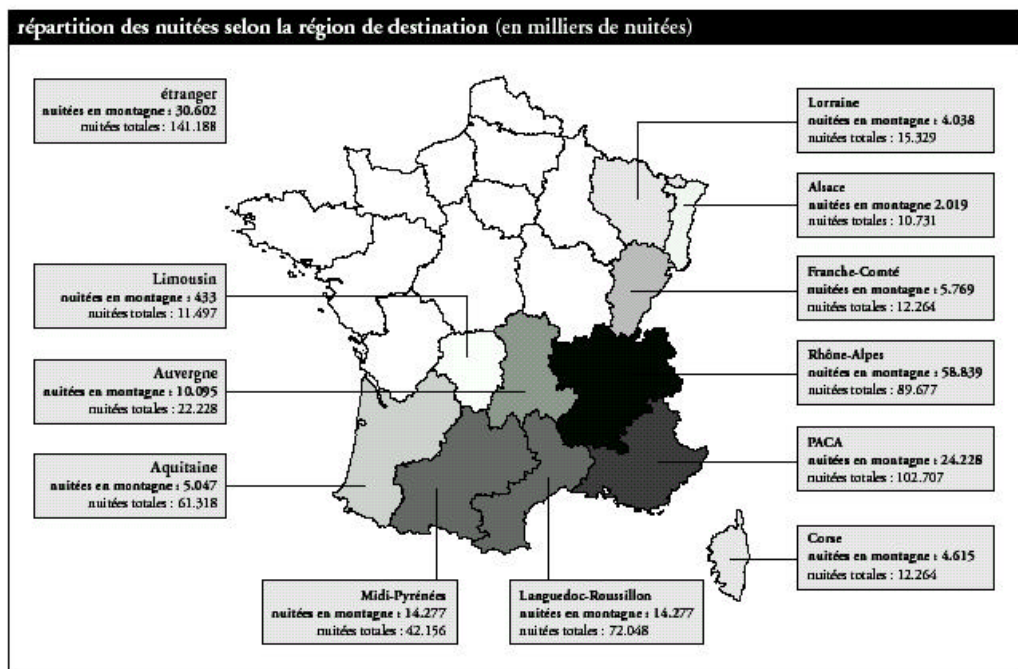 répartition des nuitées selon la région de destination (en milliers de nuitées)
étranger
nuitées en montagne : 30.602
nuitées totales : 141.188
Lorraine
nuitées en montagne : 4.038
nuitées totales : 15.329
Alsace
nuitées en montagne 2.019
nuitées totales : 10.731
Limousin
nuitées en montagne : 433
nuitées totales : 11.497
Franche-Comté
nuitées en montagne : 5.769
nuitées totales : 12.264
Auvergne
nuitées en montagne : 10.095
nuitées totales : 22.228
Rhône-Alpes
nuitées en montagne : 58.839
nuitées totales : 89.677
Aquitaine
nuitées en montagne : 5.047
nuitées totales : 61.318
PACA
nuitées en montagne : 24.228
nuitées totales : 102.707
Corse
nuitées en montagne : 4.615
nuitées totales : 12.264
Midi-Pyrénées
nuitées en montagne : 14.277
nuitées totales : 42.156
Languedoc-Roussillon
nuitées en montagne : 14.277
nuitées totales : 72.048